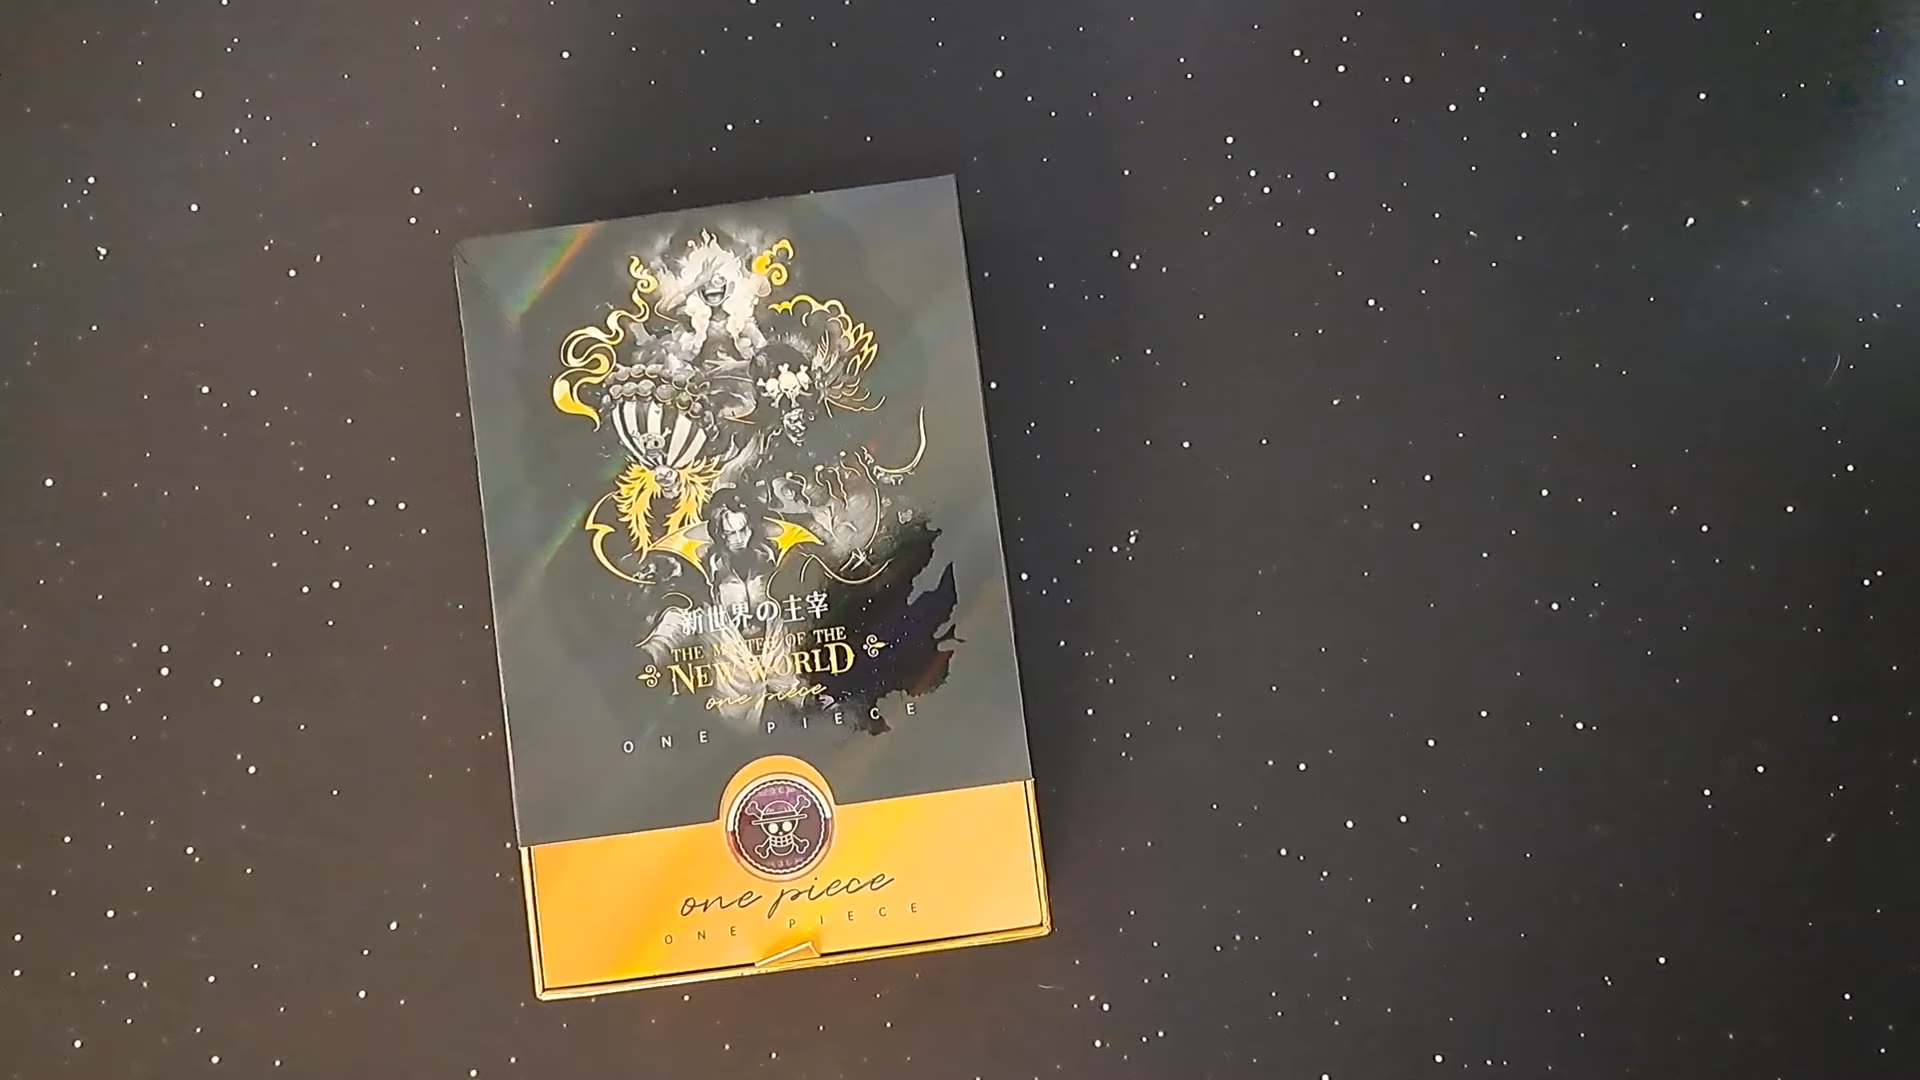 新世界の主宰
THE MASTER OF THE
NEW WORLD
one piece
ONE PIECE
one piece
ONE PIECE